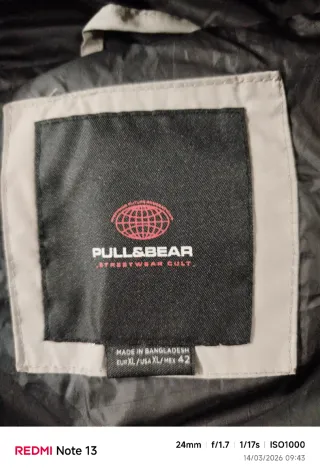 PULL&BEAR
STREETWEAR CULT
MADE IN BANGLADESH
EUR XL / USA XL / MEX 42
REDMI Note 13
24mm | f/1.7 | 1/17s | ISO1000
14/03/2026 09:43